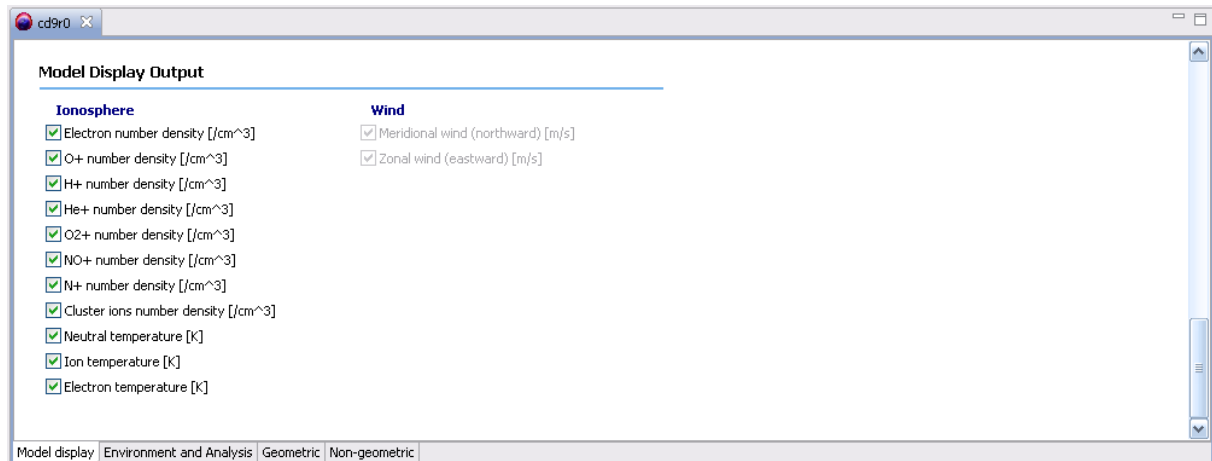 cd9r0
Model Display Output
Ionosphere
Electron number density [/cm^3]
O+ number density [/cm^3]
H+ number density [/cm^3]
He+ number density [/cm^3]
O2+ number density [/cm^3]
NO+ number density [/cm^3]
N+ number density [/cm^3]
Cluster ions number density [/cm^3]
Neutral temperature [K]
Ion temperature [K]
Electron temperature [K]
Wind
Meridional wind (northward) [m/s]
Zonal wind (eastward) [m/s]
Model display Environment and Analysis Geometric Non-geometric